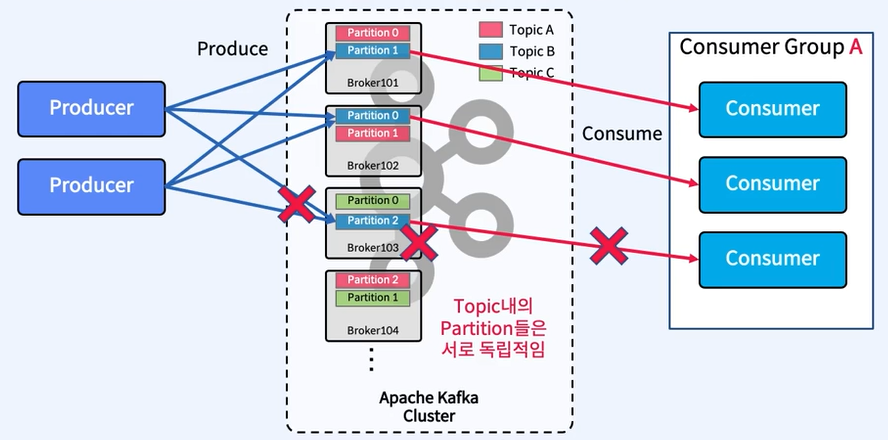 Produce
Producer
Producer
Partition 0
Partition 1
Broker101
Partition 0
Partition 1
Broker102
Partition 0
Partition 2
Broker103
Partition 2
Partition 1
Broker104
Topic A
Topic B
Topic C
Topic내의
Partition들은
서로 독립적임
Apache Kafka
Cluster
Consume
Consumer Group A
Consumer
Consumer
Consumer